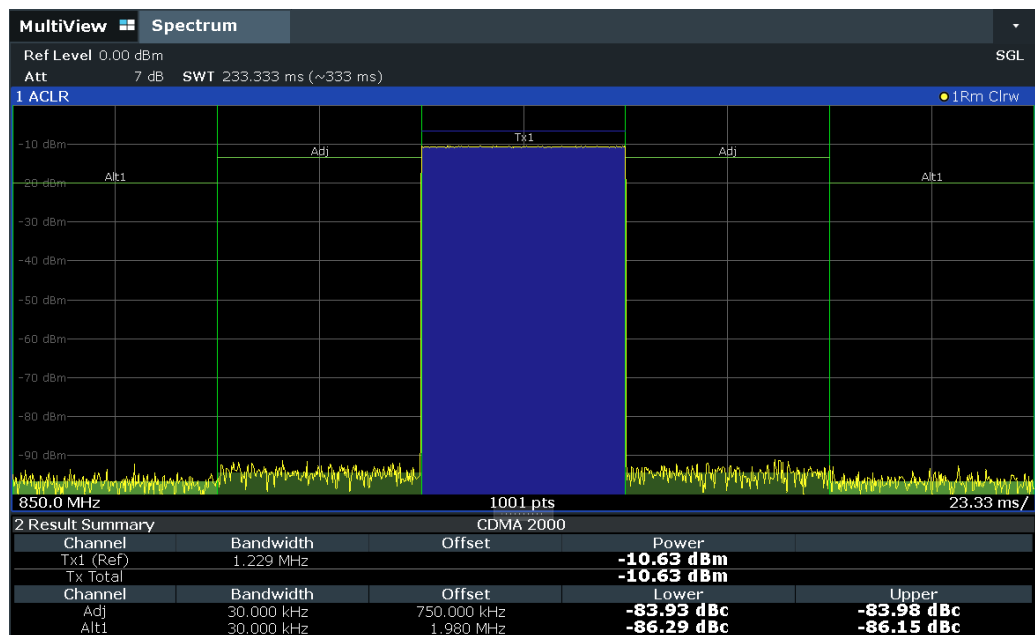 MultiView Spectrum
Ref Level 0.00 dBm SGL
Att 7 dB SWT 233.333 ms (~333 ms)
1 ACLR 1Rm Clrw
Tx1
-10 dBm
Adj Adj
Alt1 Alt1
-20 dBm
-30 dBm
-40 dBm
-50 dBm
-60 dBm
-70 dBm
-80 dBm
-90 dBm
850.0 MHz 1001 pts 23.33 ms/
2 Result Summary CDMA 2000
Channel Bandwidth Offset Power
Tx1 (Ref) 1.229 MHz -10.63 dBm
Tx Total -10.63 dBm
Channel Bandwidth Offset Lower Upper
Adj 30.000 kHz 750.000 kHz -83.93 dBc -83.98 dBc
Alt1 30.000 kHz 1.980 MHz -86.29 dBc -86.15 dBc